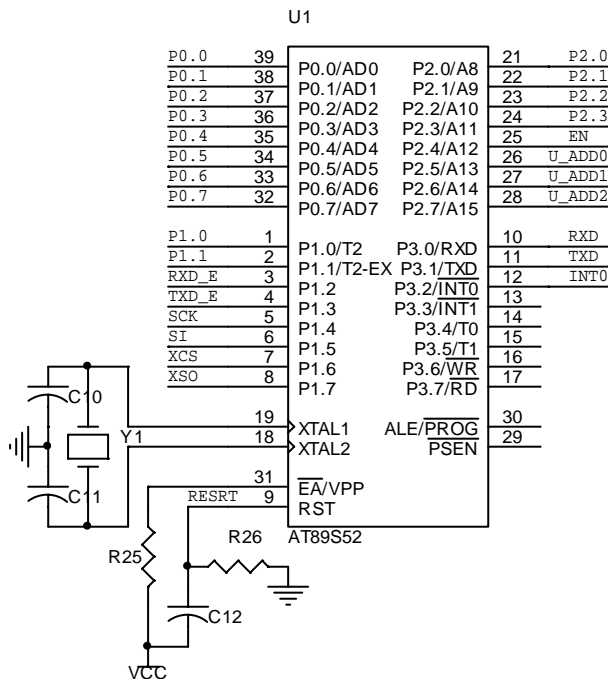 U1
P0.0 39 P0.0/AD0 P2.0/A8 21 P2.0
P0.1 38 P0.1/AD1 P2.1/A9 22 P2.1
P0.2 37 P0.2/AD2 P2.2/A10 23 P2.2
P0.3 36 P0.3/AD3 P2.3/A11 24 P2.3
P0.4 35 P0.4/AD4 P2.4/A12 25 EN
P0.5 34 P0.5/AD5 P2.5/A13 26 U_ADD0
P0.6 33 P0.6/AD6 P2.6/A14 27 U_ADD1
P0.7 32 P0.7/AD7 P2.7/A15 28 U_ADD2
P1.0 1 P1.0/T2 P3.0/RXD 10 RXD
P1.1 2 P1.1/T2-EX P3.1/TXD 11 TXD
RXD_E 3 P1.2 P3.2/INT0 12 INT0
TXD_E 4 P1.3 P3.3/INT1 13
SCK 5 P1.4 P3.4/T0 14
SI 6 P1.5 P3.5/T1 15
XCS 7 P1.6 P3.6/WR 16
XSO 8 P1.7 P3.7/RD 17
C10
19 XTAL1 ALE/PROG 30
Y1 18 XTAL2 PSEN 29
C11
31 EA/VPP
RESRT 9 RST
AT89S52
R25 R26
C12
VCC